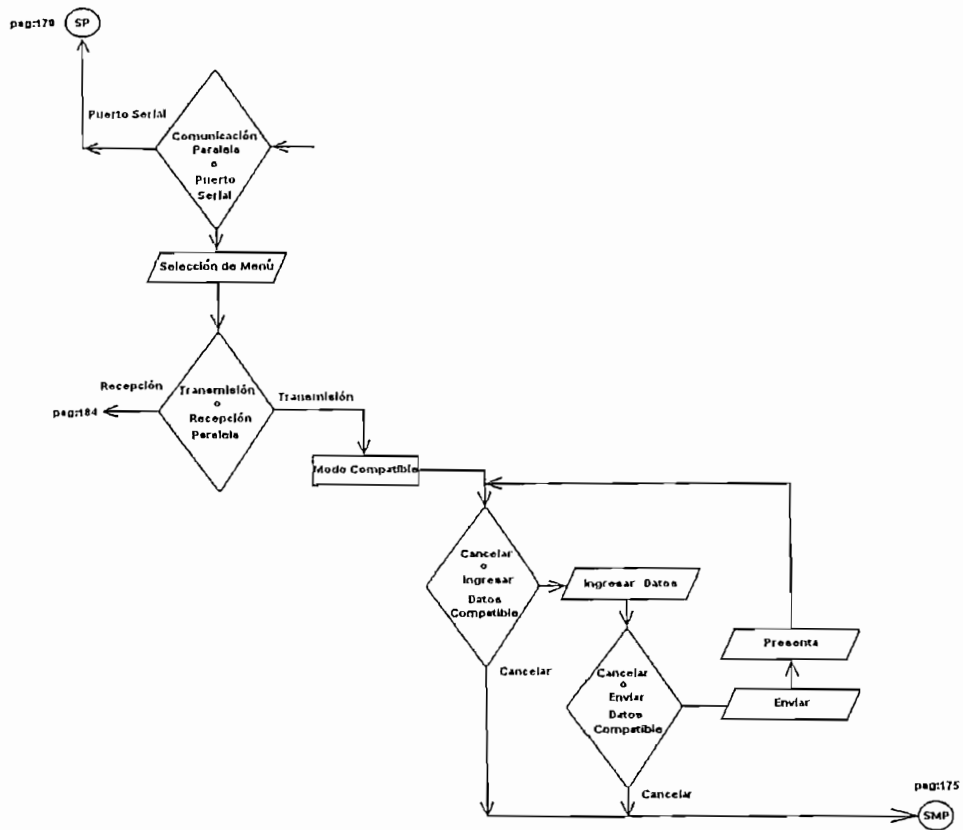 pag:179
SP
Puerto Serial
Comunicación
Paralela
o
Puerto
Serial
Selección de Menú
Recepción
Transmisión
o
Recepción
Paralela
Transmisión
pag:184
Modo Compatible
Cancelar
o
Ingresar
Datos
Compatible
Ingresar Datos
Cancelar
Cancelar
o
Enviar
Datos
Compatible
Presenta
Enviar
Cancelar
pag:175
SMP